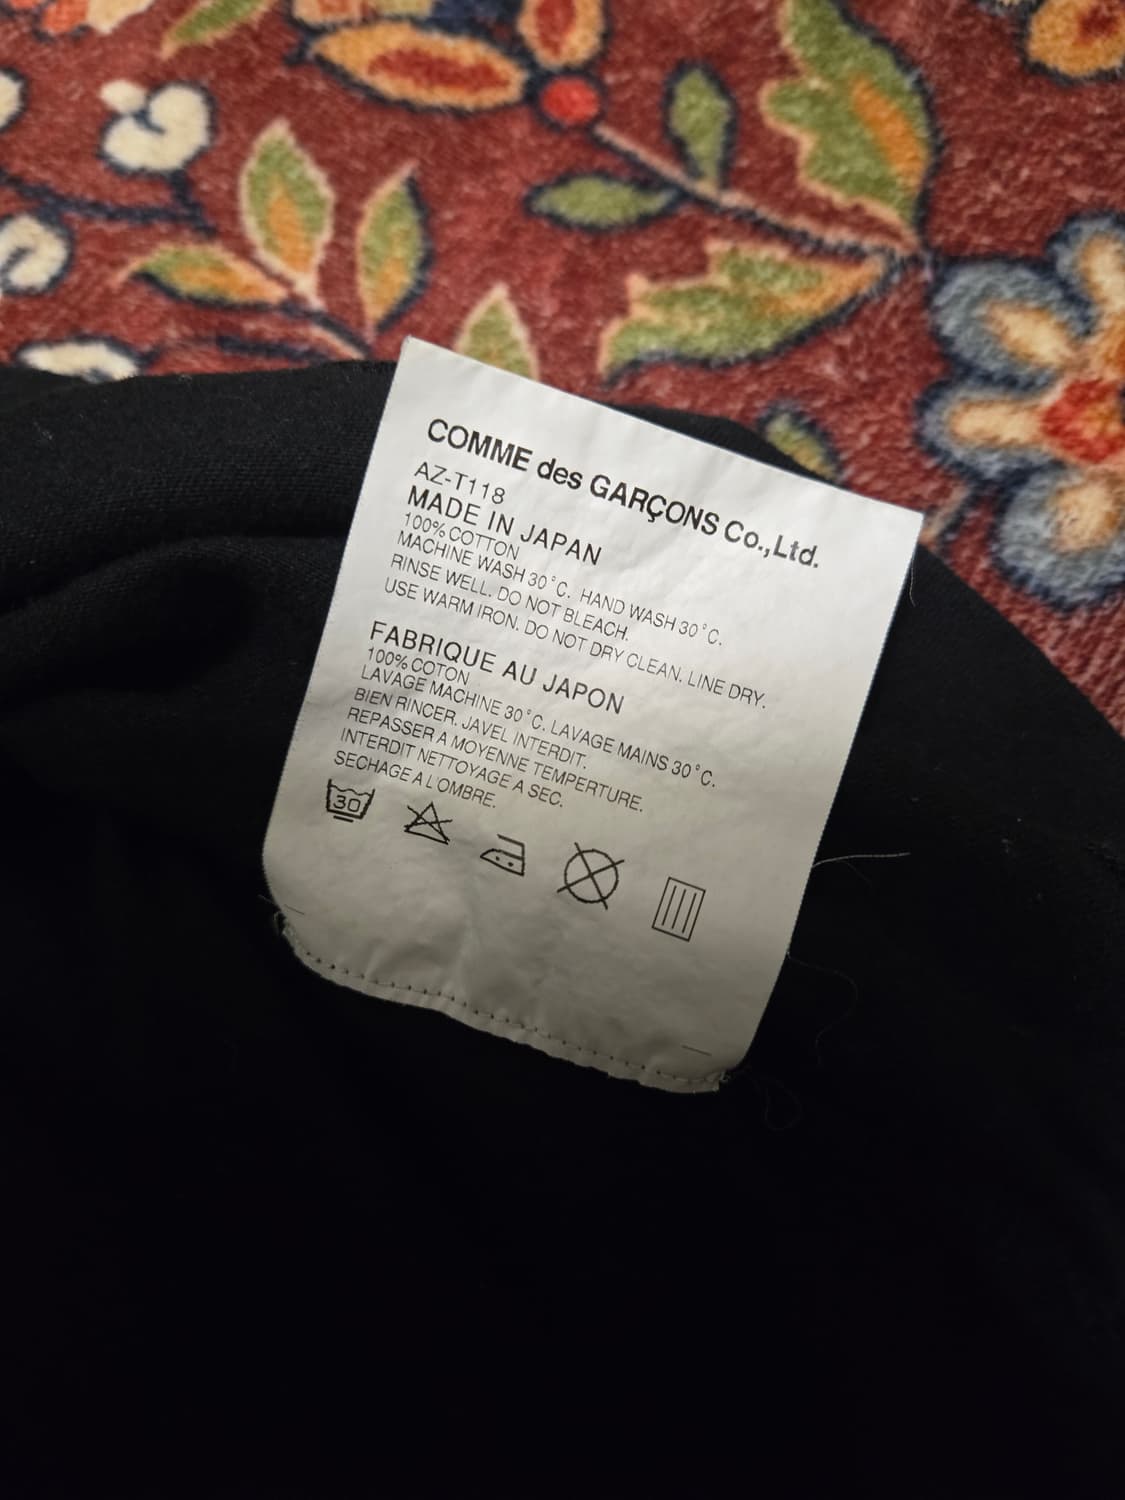 COMME des GARÇONS Co.,Ltd.
AZ-T118
MADE IN JAPAN
100% COTTON
MACHINE WASH 30°C. HAND WASH 30°C.
RINSE WELL. DO NOT BLEACH.
USE WARM IRON. DO NOT DRY CLEAN. LINE DRY.
FABRIQUE AU JAPON
100% COTON
LAVAGE MACHINE 30°C. LAVAGE MAINS 30°C.
BIEN RINCER. JAVEL INTERDIT.
REPASSER A MOYENNE TEMPERTURE.
INTERDIT NETTOYAGE A SEC.
SECHAGE A L'OMBRE.
30